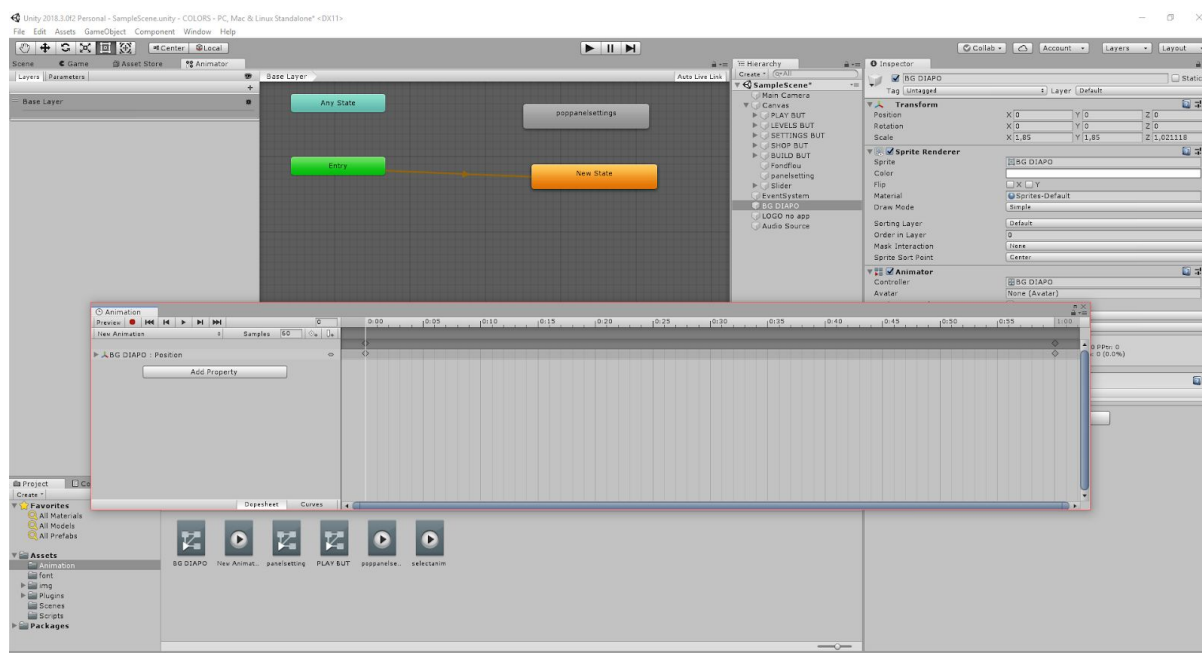 Unity 2018.3.0f2 Personal - SampleScene.unity - COLORS - PC, Mac & Linux Standalone* <DX11>
File Edit Assets GameObject Component Window Help
Center Local
Collab Account Layers Layout
Scene Game Asset Store Animator
Layers Parameters
Base Layer
Auto Live Link
Base Layer
Any State
poppanelsettings
Entry
New State
Hierarchy
Create All
SampleScene*
Main Camera
Canvas
PLAY BUT
LEVELS BUT
SETTINGS BUT
SHOP BUT
BUILD BUT
Fondflou
panelsetting
Slider
EventSystem
BG DIAPO
LOGO no app
Audio Source
Inspector
BG DIAPO Static
Tag Untagged Layer Default
Transform
Position X 0 Y 0 Z 0
Rotation X 0 Y 0 Z 0
Scale X 1,85 Y 1,85 Z 1,021118
Sprite Renderer
Sprite BG DIAPO
Color
Flip X Y
Material Sprites-Default
Draw Mode Simple
Sorting Layer Default
Order in Layer 0
Mask Interaction None
Sprite Sort Point Center
Animator
Controller BG DIAPO
Avatar None (Avatar)
0 (0.0%)
Animation
Preview 0
0:00 0:05 0:10 0:15 0:20 0:25 0:30 0:35 0:40 0:45 0:50 0:55 1:00
New Animation Samples 60
BG DIAPO : Position
Add Property
Dopesheet Curves
Project
Create
Favorites
All Materials
All Models
All Prefabs
Assets
Animation
font
img
Plugins
Scenes
Scripts
Packages
BG DIAPO New Animat... panelsetting PLAY BUT poppanelse... selectanim